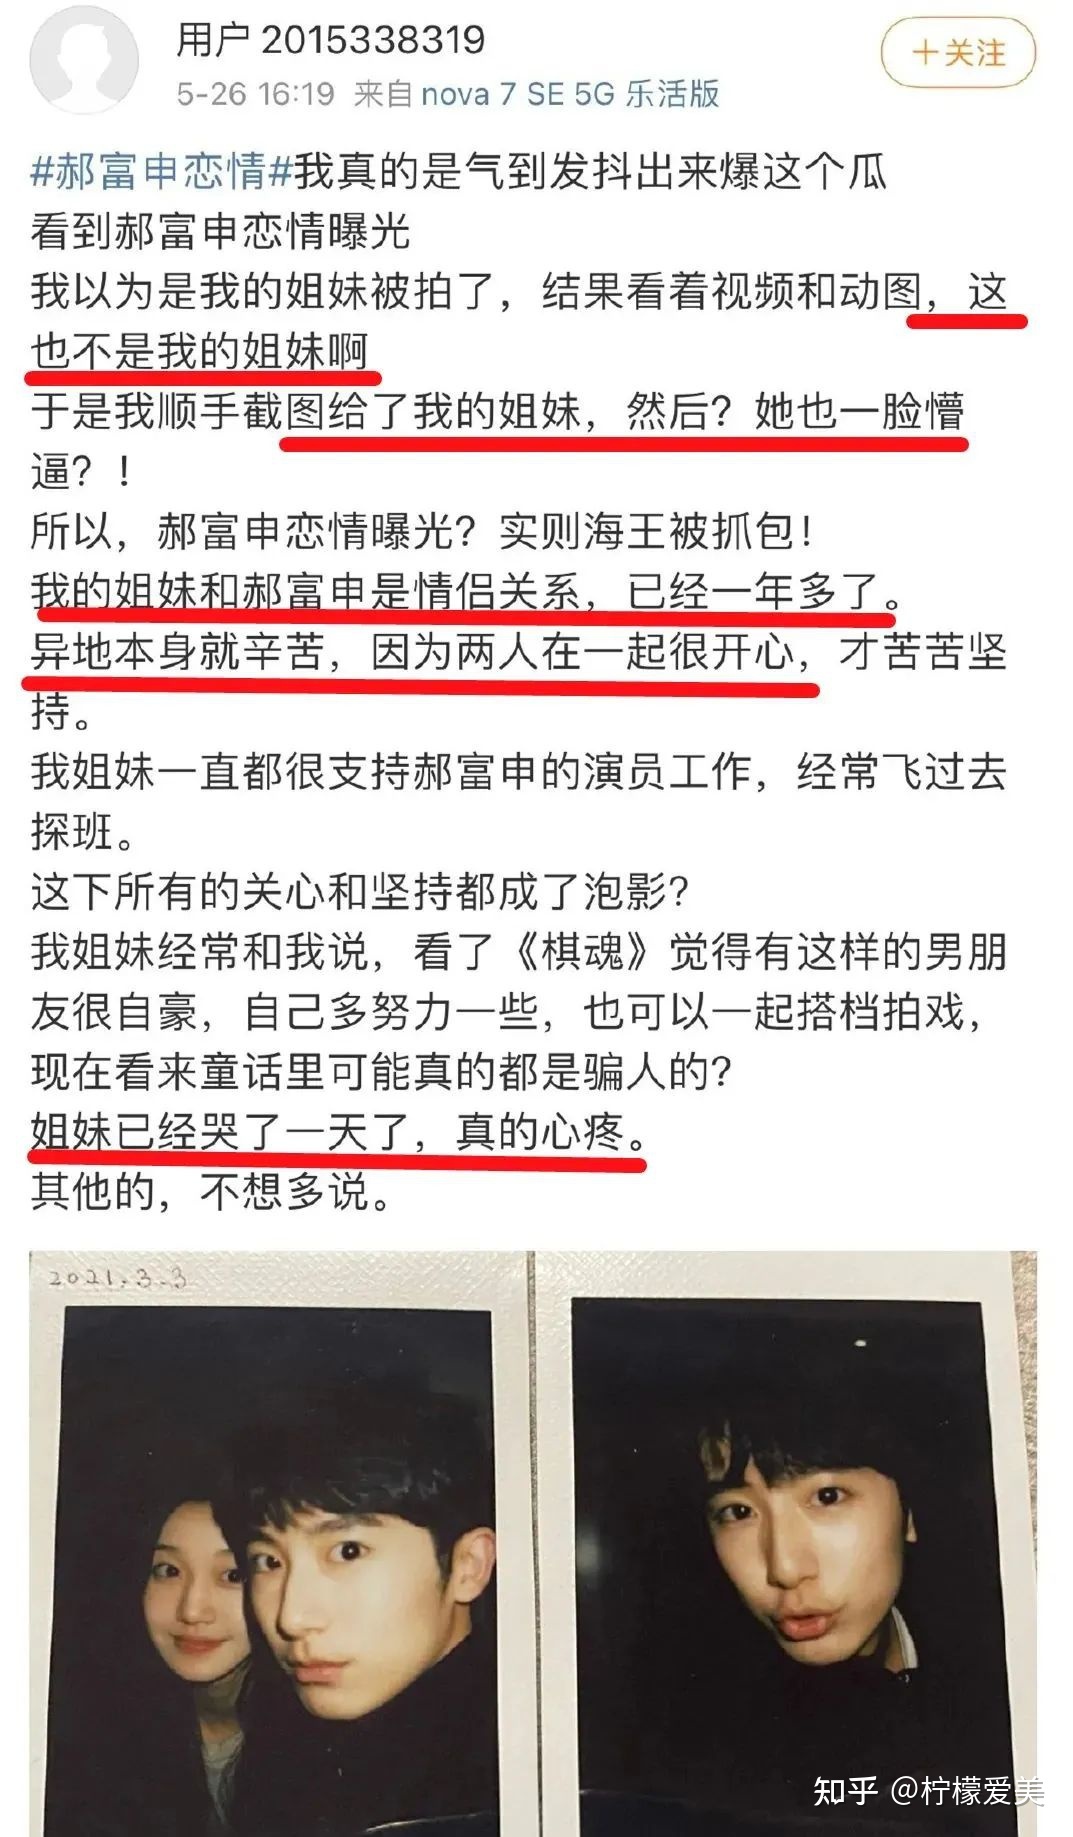 用户 2015338319
＋关注
5-26 16:19 来自 nova 7 SE 5G 乐活版
#郝富申恋情#我真的是气到发抖出来爆这个瓜
看到郝富申恋情曝光
我以为是我的姐妹被拍了，结果看着视频和动图，这
也不是我的姐妹啊
于是我顺手截图给了我的姐妹，然后？她也一脸懵
逼？！
所以，郝富申恋情曝光？实则海王被抓包！
我的姐妹和郝富申是情侣关系，已经一年多了。
异地本身就辛苦，因为两人在一起很开心，才苦苦坚
持。
我姐妹一直都很支持郝富申的演员工作，经常飞过去
探班。
这下所有的关心和坚持都成了泡影？
我姐妹经常和我说，看了《棋魂》觉得有这样的男朋
友很自豪，自己多努力一些，也可以一起搭档拍戏，
现在看来童话里可能真的都是骗人的？
姐妹已经哭了一天了，真的心疼。
其他的，不想多说。
2021.3.3
知乎 @柠檬爱美